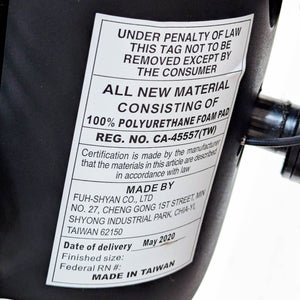 UNDER PENALTY OF LAW
THIS TAG NOT TO BE
REMOVED EXCEPT BY
THE CONSUMER
ALL NEW MATERIAL
CONSISTING OF
100% POLYURETHANE FOAM PAD
REG. NO. CA-45557(TW)
Certification is made by the manufacturer
that the materials in this article are described
in accordance with law
MADE BY
FUH-SHYAN CO., LTD
NO. 27, CHENG GONG 1ST STREET, MIN
SHYONG INDUSTRIAL PARK, CHIA-YI,
TAIWAN 62150
Date of delivery May 2020
Finished size:
Federal RN #:
MADE IN TAIWAN